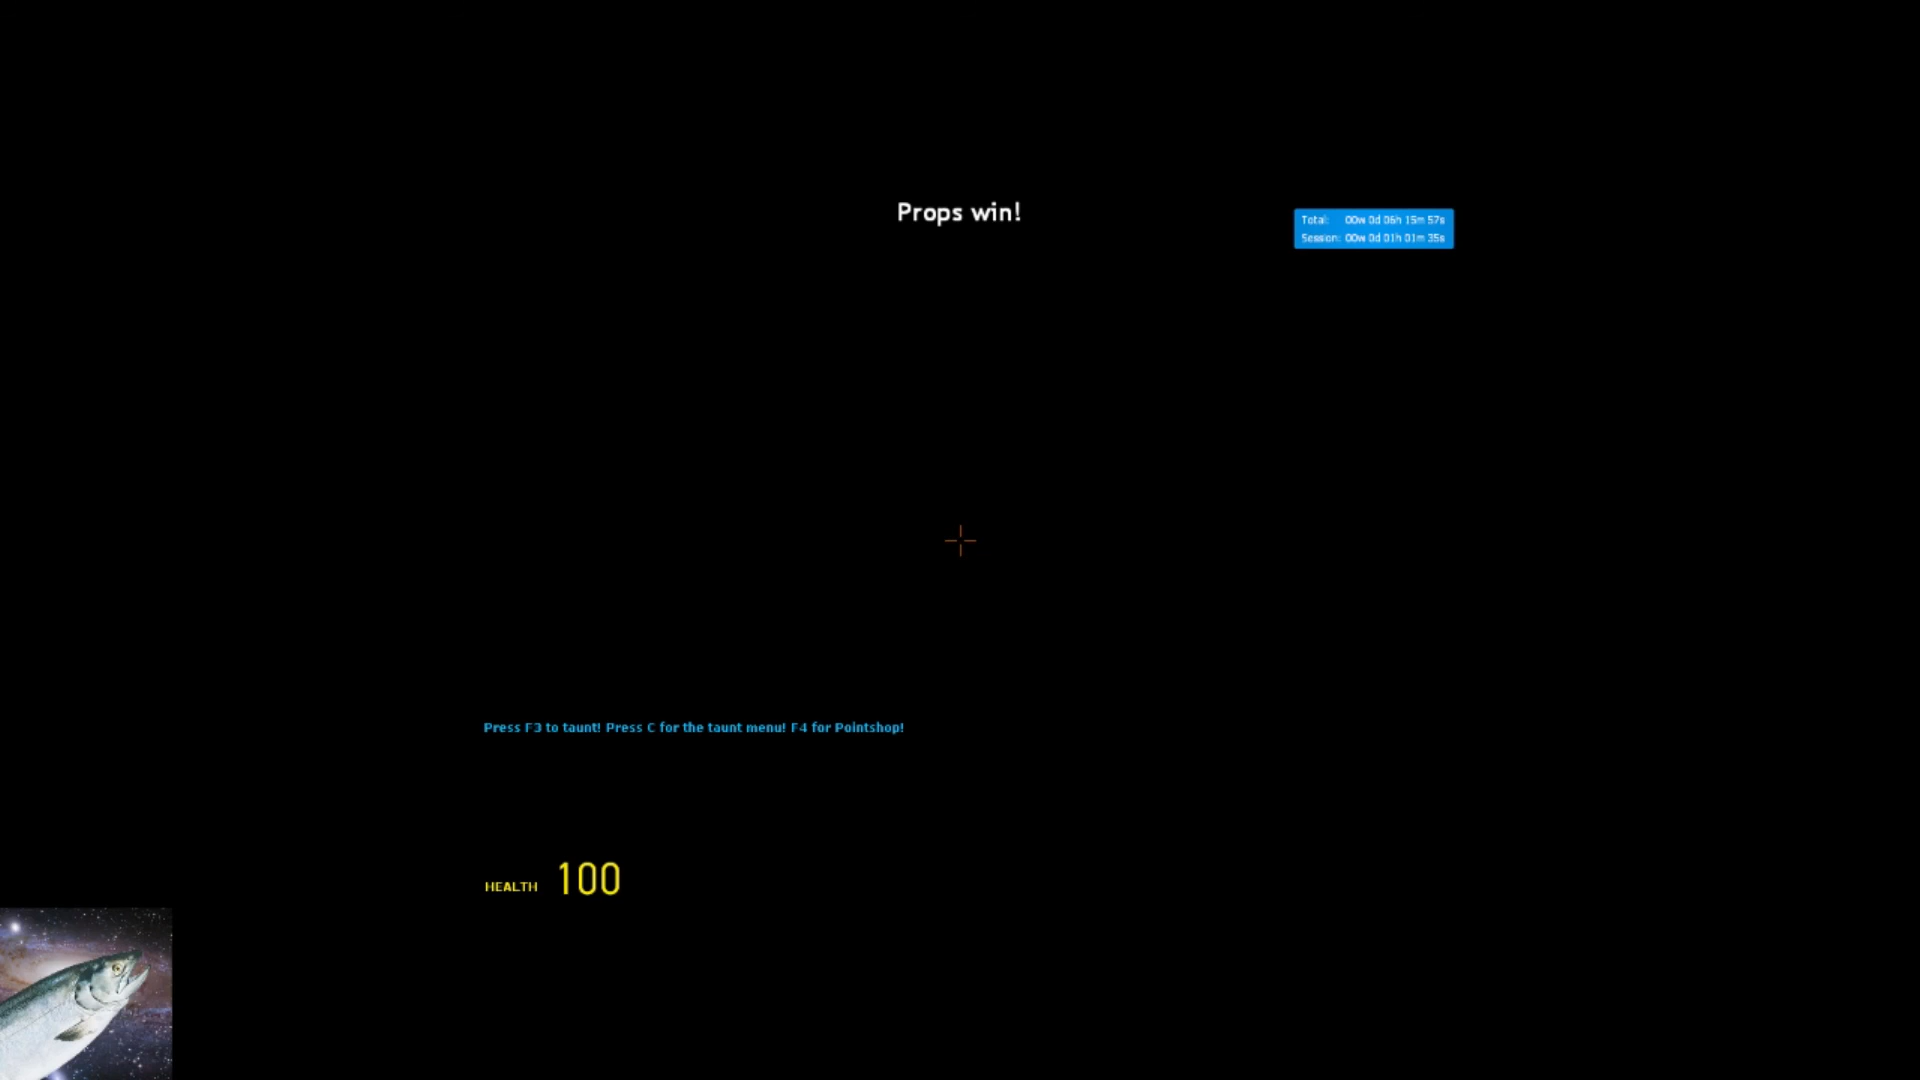 Props win!
Total: 00w 0d 06h 15m 57s
Session: 00w 0d 01h 01m 35s
Press F3 to taunt! Press C for the taunt menu! F4 for Pointshop!
HEALTH 100